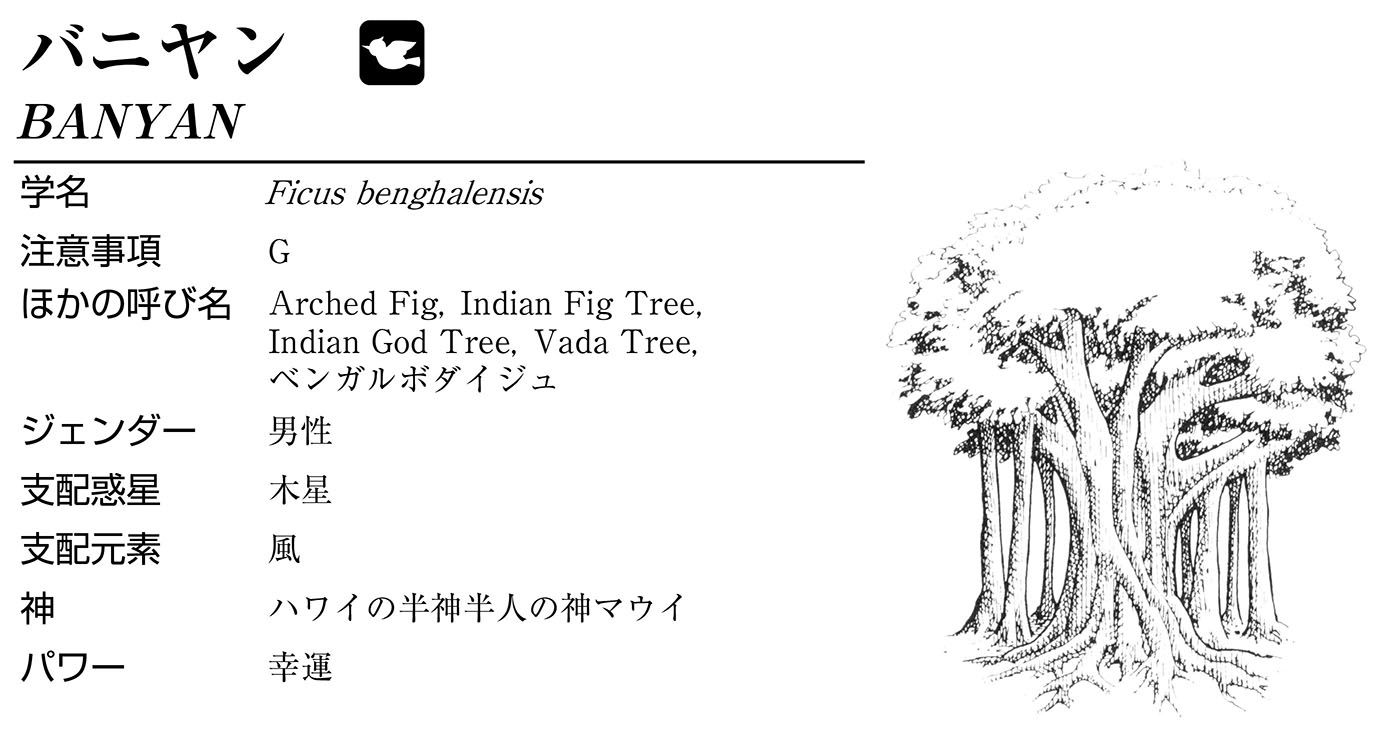 バニヤン
BANYAN
学名 Ficus benghalensis
注意事項 G
ほかの呼び名 Arched Fig, Indian Fig Tree,
Indian God Tree, Vada Tree,
ベンガルボダイジュ
ジェンダー 男性
支配惑星 木星
支配元素 風
神 ハワイの半神半人の神マウイ
パワー 幸運